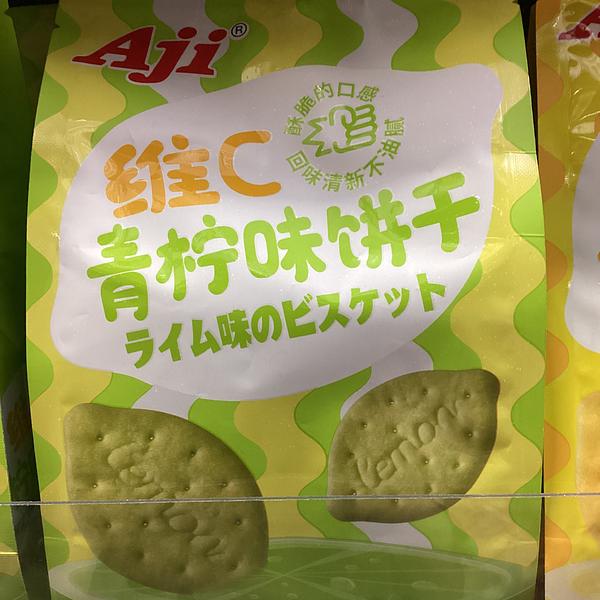 Aji®
酥脆的口感
回味清新不油腻
维C
青柠味饼干
ライム味のビスケット
Lemon
Lemon